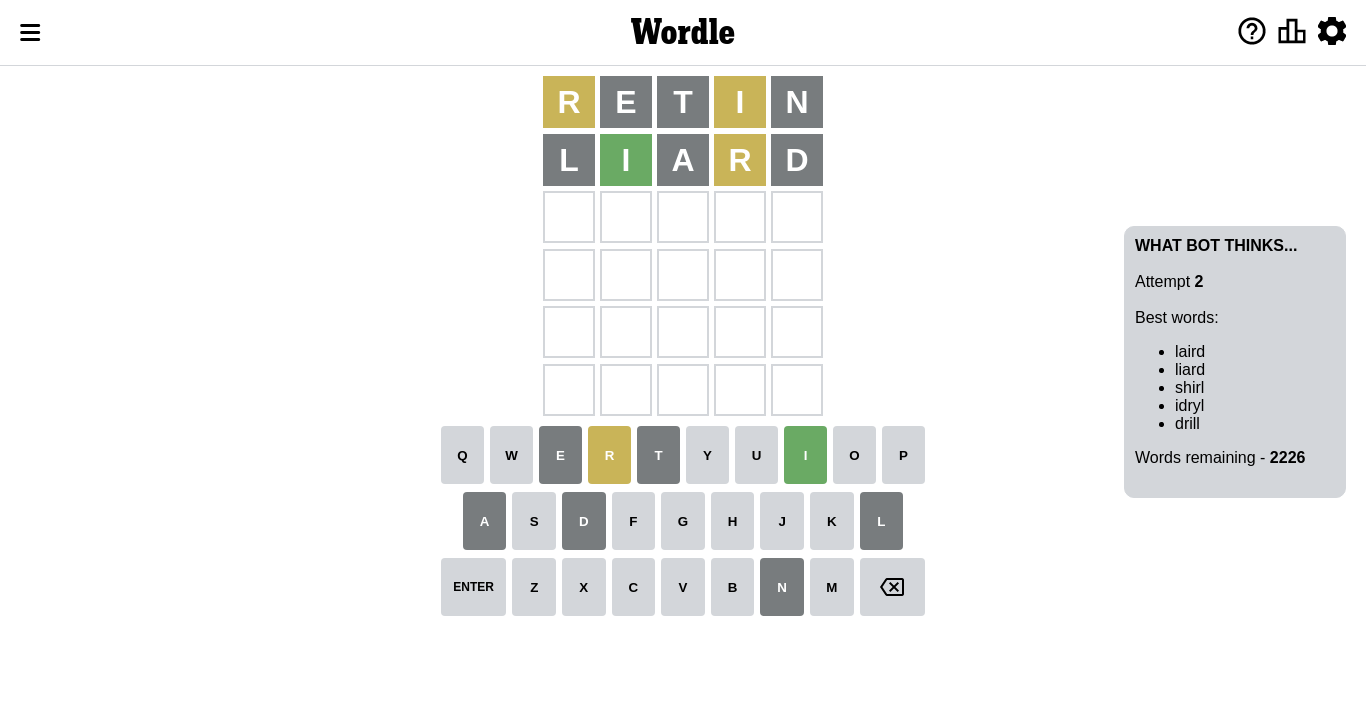 Wordle
R E T I N
L I A R D
WHAT BOT THINKS...
Attempt 2
Best words:
laird
liard
shirl
idryl
drill
Words remaining - 2226
Q W E R T Y U I O P
A S D F G H J K L
ENTER Z X C V B N M